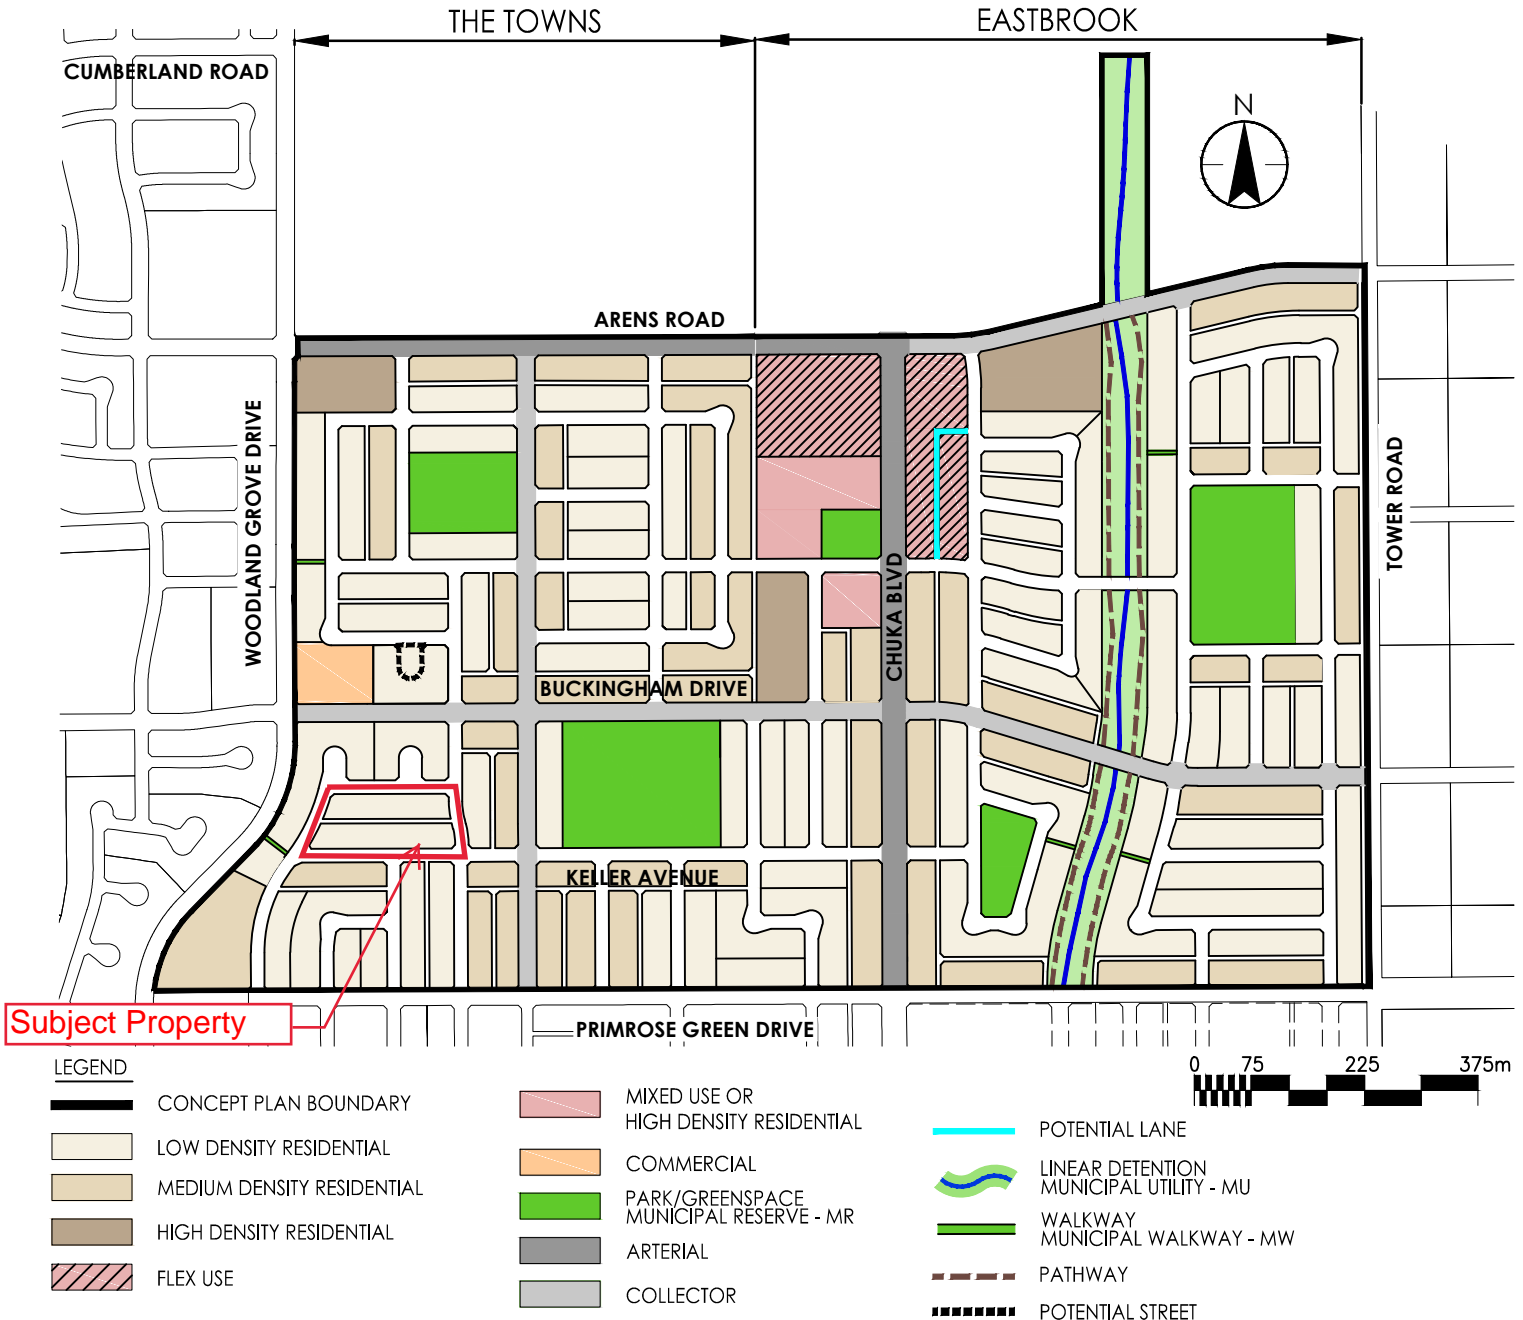 THE TOWNS
EASTBROOK
CUMBERLAND ROAD
N
ARENS ROAD
WOODLAND GROVE DRIVE
TOWER ROAD
CHUKA BLVD
BUCKINGHAM DRIVE
KELLER AVENUE
Subject Property
PRIMROSE GREEN DRIVE
LEGEND
CONCEPT PLAN BOUNDARY
LOW DENSITY RESIDENTIAL
MEDIUM DENSITY RESIDENTIAL
HIGH DENSITY RESIDENTIAL
FLEX USE
MIXED USE OR
HIGH DENSITY RESIDENTIAL
COMMERCIAL
PARK/GREENSPACE
MUNICIPAL RESERVE - MR
ARTERIAL
COLLECTOR
0 75 225 375m
POTENTIAL LANE
LINEAR DETENTION
MUNICIPAL UTILITY - MU
WALKWAY
MUNICIPAL WALKWAY - MW
PATHWAY
POTENTIAL STREET